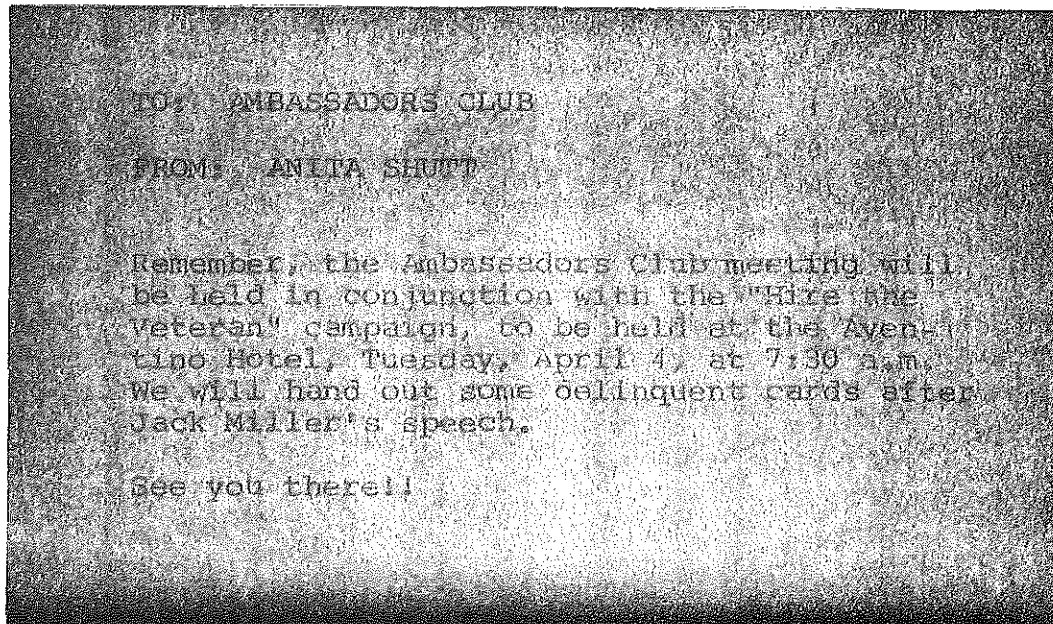 TO: AMBASSADORS CLUB
FROM: ANITA SHUTT
Remember, the Ambassadors Club meeting will
be held in conjunction with the "Hire the
Veteran" campaign, to be held at the Aven-
tino Hotel, Tuesday, April 4, at 7:30 a.m.
We will hand out some delinquent cards after
Jack Miller's speech.
See you there!!